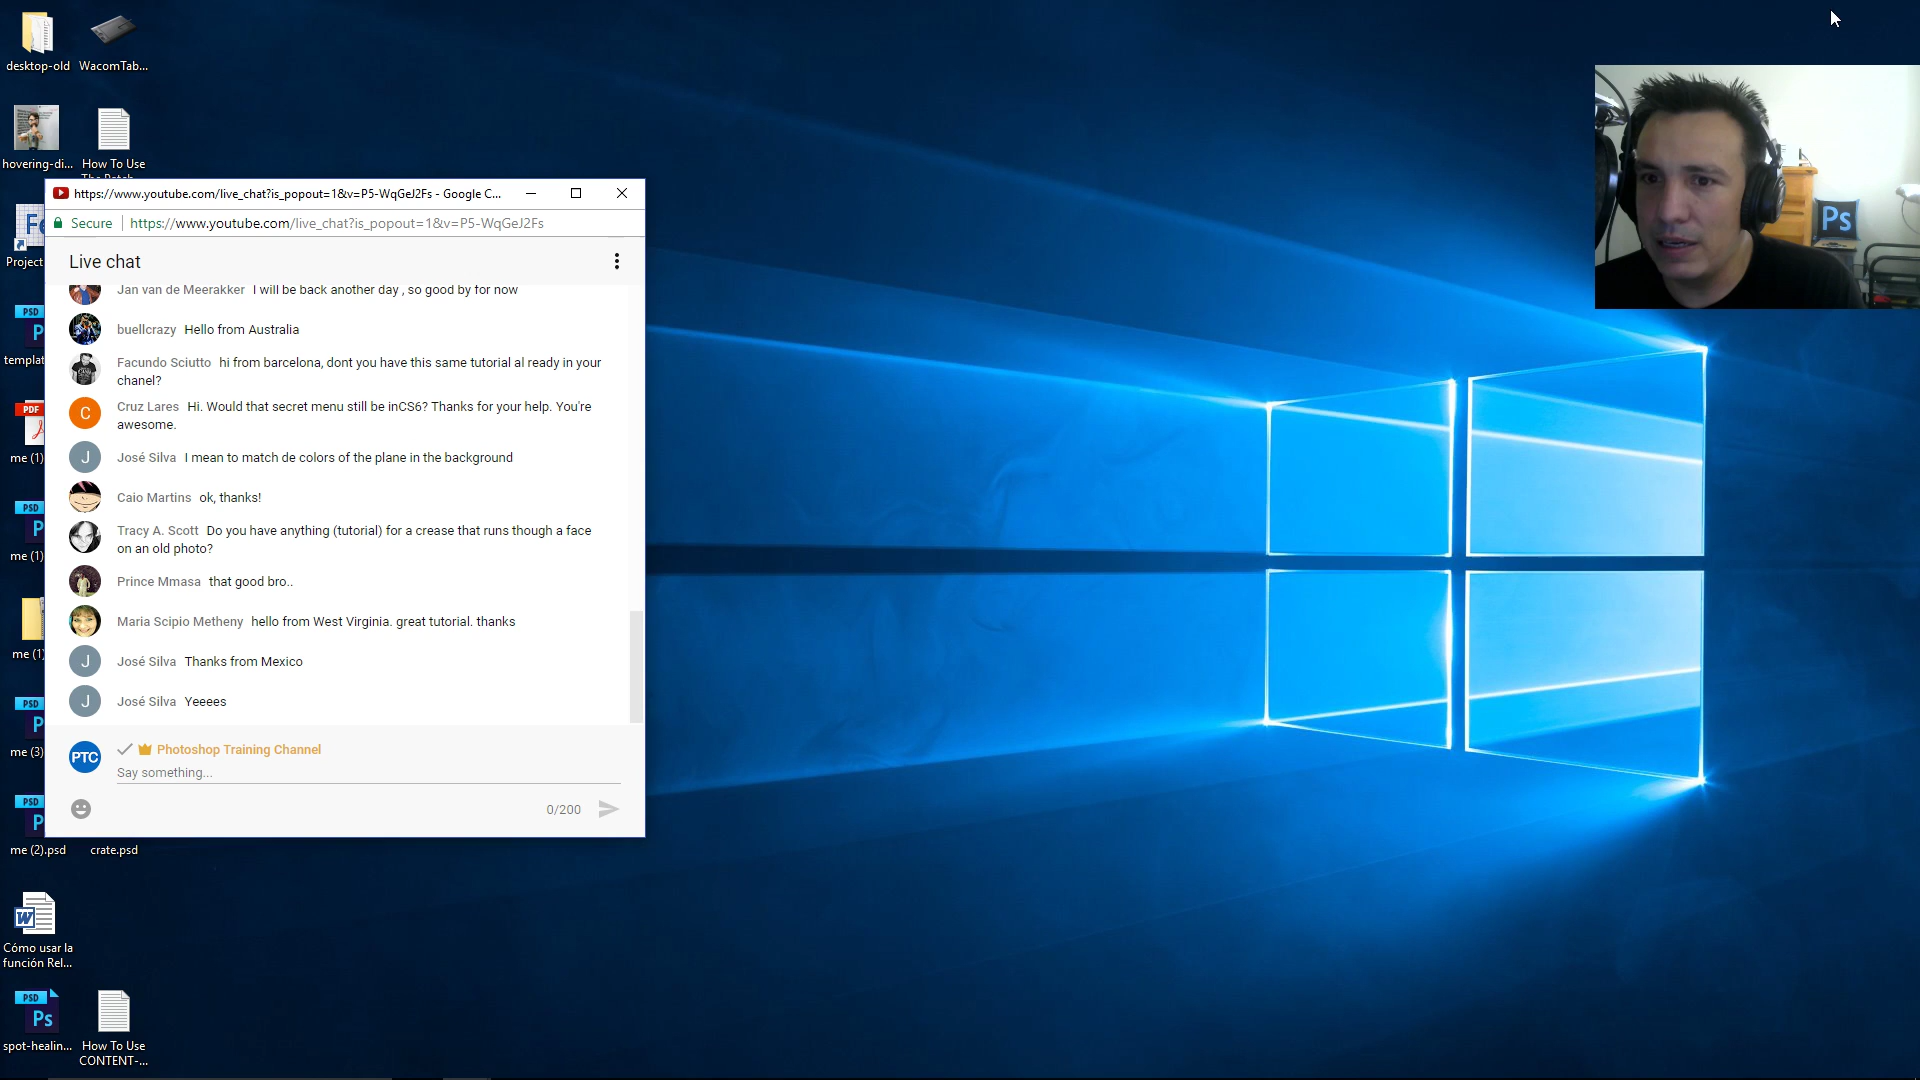 desktop-old
WacomTab...
hovering-di...
How To Use
Project
templat
PDF
me (1)
PSD
me (1)
me (1)
PSD
me (3)
PSD
me (2).psd
crate.psd
Cómo usar la
función Rel...
PSD
Ps
spot-healin...
How To Use
CONTENT-...
https://www.youtube.com/live_chat?is_popout=1&v=P5-WqGeJ2Fs - Google C...
Secure
https://www.youtube.com/live_chat?is_popout=1&v=P5-WqGeJ2Fs
Live chat
Jan van de Meerakker I will be back another day , so good by for now
buellcrazy Hello from Australia
Facundo Sciutto hi from barcelona, dont you have this same tutorial al ready in your
chanel?
C
Cruz Lares Hi. Would that secret menu still be inCS6? Thanks for your help. You're
awesome.
J
José Silva I mean to match de colors of the plane in the background
Caio Martins ok, thanks!
Tracy A. Scott Do you have anything (tutorial) for a crease that runs though a face
on an old photo?
Prince Mmasa that good bro..
Maria Scipio Metheny hello from West Virginia. great tutorial. thanks
J
José Silva Thanks from Mexico
J
José Silva Yeeees
PTC
Photoshop Training Channel
Say something...
0/200
Ps